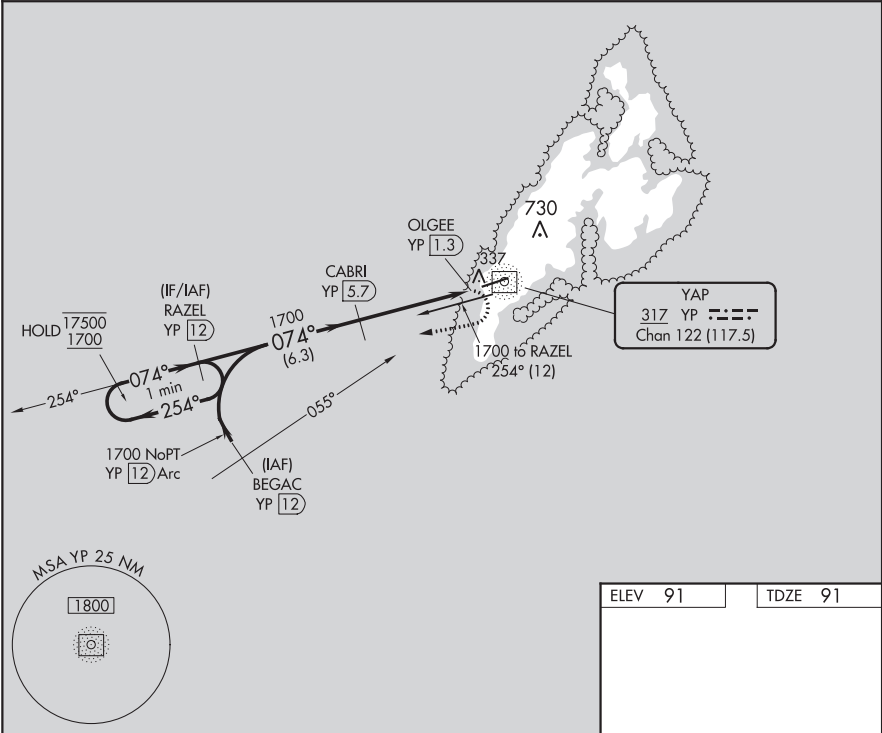 730
OLGEE
YP 1.3
337
CABRI
YP 5.7
(IF/IAF)
RAZEL
YP 12
HOLD 17500
1700
1700
074°
(6.3)
YAP
317 YP
Chan 122 (117.5)
1700 to RAZEL
254° (12)
074°
1 min
254°
254°
055°
1700 NoPT
YP 12 Arc
(IAF)
BEGAC
YP 12
MSA YP 25 NM
1800
ELEV 91
TDZE 91